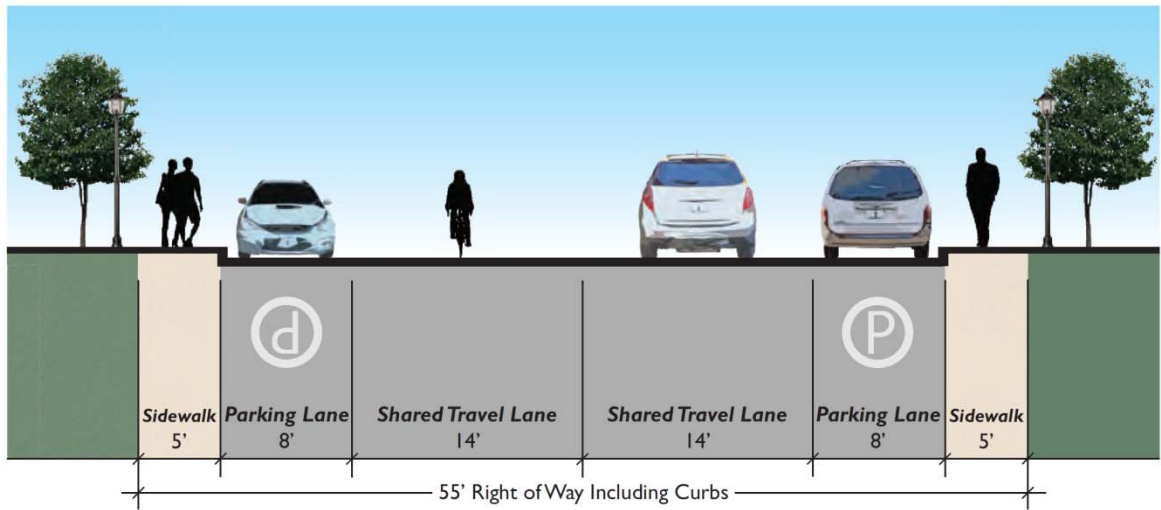 P
P
Sidewalk
5’
Parking Lane
8’
Shared Travel Lane
14’
Shared Travel Lane
14’
Parking Lane
8’
Sidewalk
5’
55’ Right of Way Including Curbs